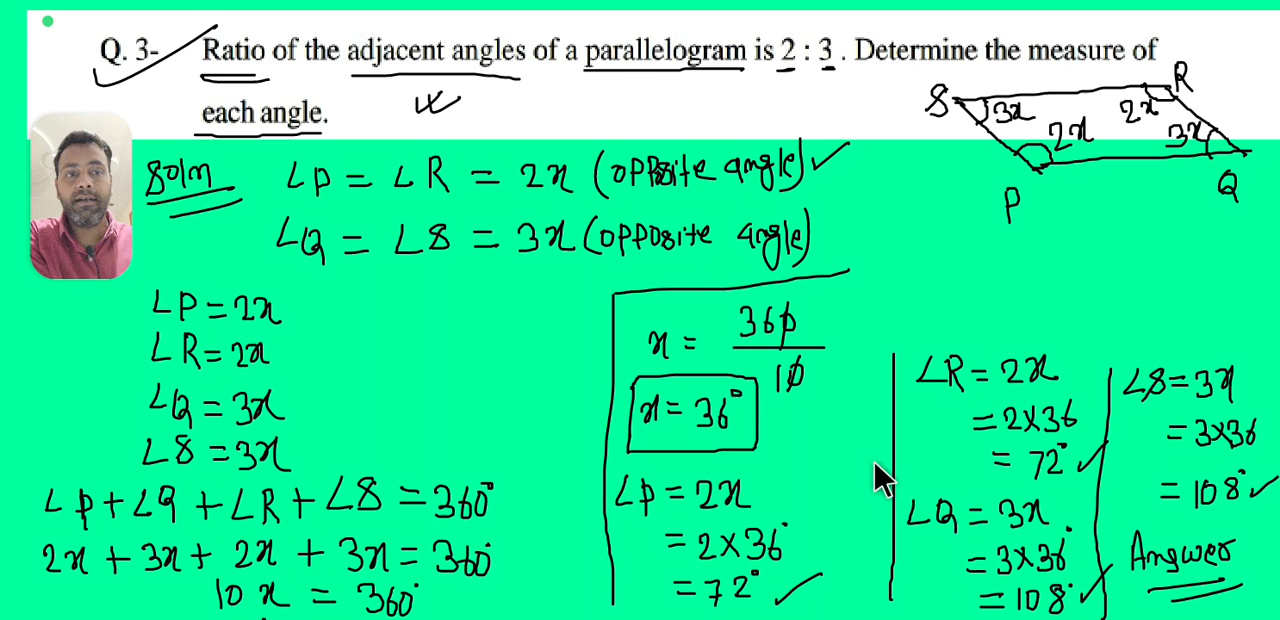 Q. 3- Ratio of the adjacent angles of a parallelogram is 2 : 3 . Determine the measure of
each angle.
S 3x 2x R
2x 3x
P Q
Soln ∠P = ∠R = 2x (opposite angle)
∠Q = ∠S = 3x (opposite angle)
∠P = 2x
∠R = 2x
∠Q = 3x
∠S = 3x
∠P + ∠Q + ∠R + ∠S = 360°
2x + 3x + 2x + 3x = 360°
10 x = 360°
x = 360/10
x = 36°
∠P = 2x
= 2×36°
= 72°
∠R = 2x
= 2×36
= 72°
∠Q = 3x
= 3×36°
= 108°
∠S = 3x
= 3×36
= 108°
Answer